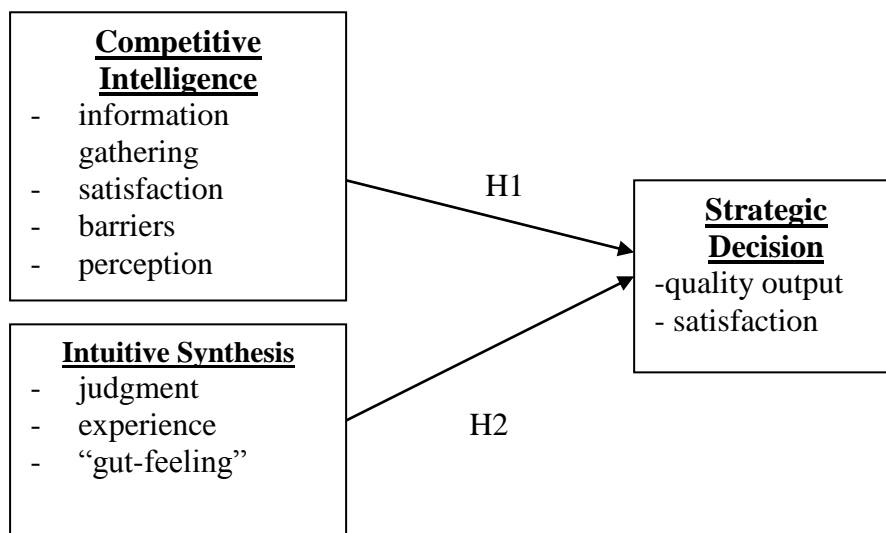 Competitive
Intelligence
- information
gathering
- satisfaction
- barriers
- perception
H1
Strategic
Decision
-quality output
- satisfaction
Intuitive Synthesis
- judgment
- experience
- “gut-feeling”
H2